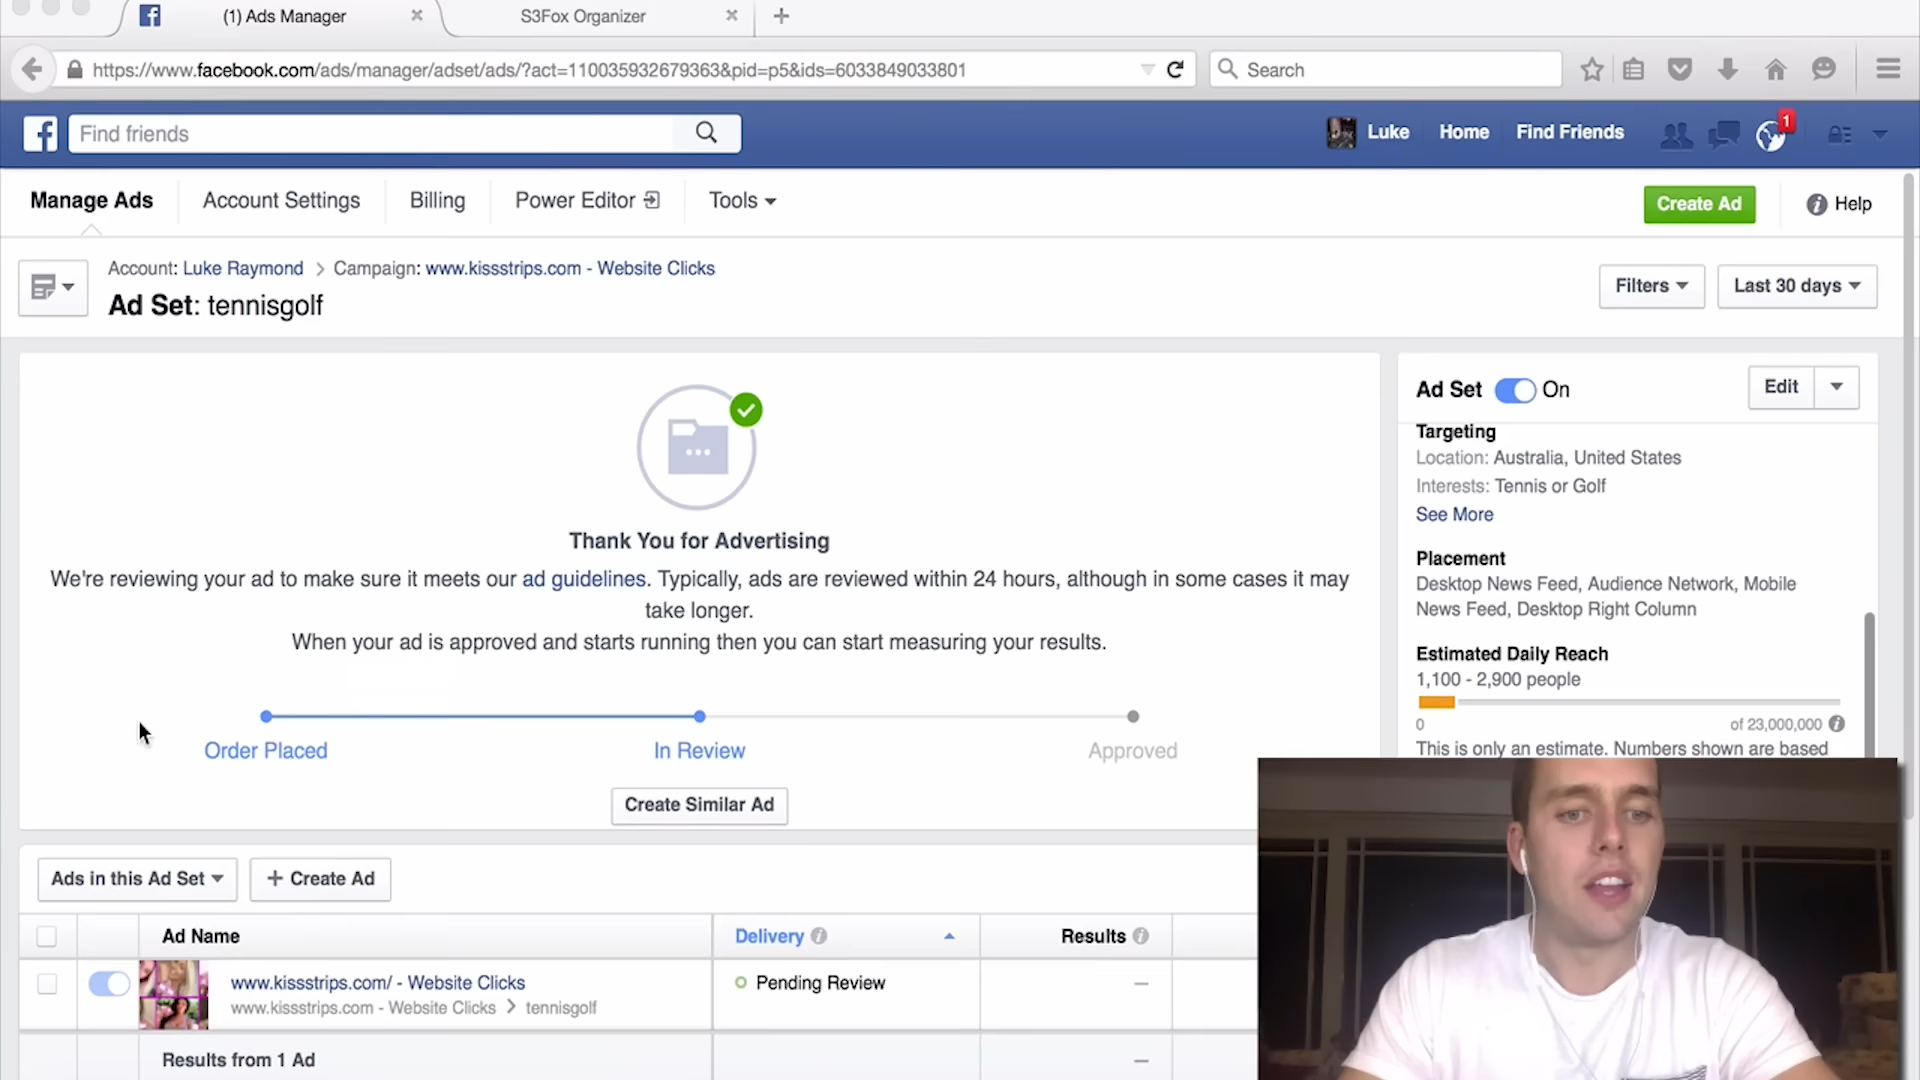 (1) Ads Manager
S3Fox Organizer
https://www.facebook.com/ads/manager/adset/ads/?act=110035932679363&pid=p5&ids=6033849033801
Search
Find friends
Luke Home Find Friends
1
Manage Ads
Account Settings
Billing
Power Editor
Tools
Create Ad
Help
Account: Luke Raymond > Campaign: www.kissstrips.com - Website Clicks
Ad Set: tennisgolf
Filters
Last 30 days
Thank You for Advertising
We're reviewing your ad to make sure it meets our ad guidelines. Typically, ads are reviewed within 24 hours, although in some cases it may
take longer.
When your ad is approved and starts running then you can start measuring your results.
Order Placed
In Review
Approved
Create Similar Ad
Ad Set On
Edit
Targeting
Location: Australia, United States
Interests: Tennis or Golf
See More
Placement
Desktop News Feed, Audience Network, Mobile
News Feed, Desktop Right Column
Estimated Daily Reach
1,100 - 2,900 people
0 of 23,000,000
This is only an estimate. Numbers shown are based
Ads in this Ad Set
+ Create Ad
Ad Name
Delivery
Results
www.kissstrips.com/ - Website Clicks
Pending Review
—
www.kissstrips.com - Website Clicks > tennisgolf
Results from 1 Ad
—